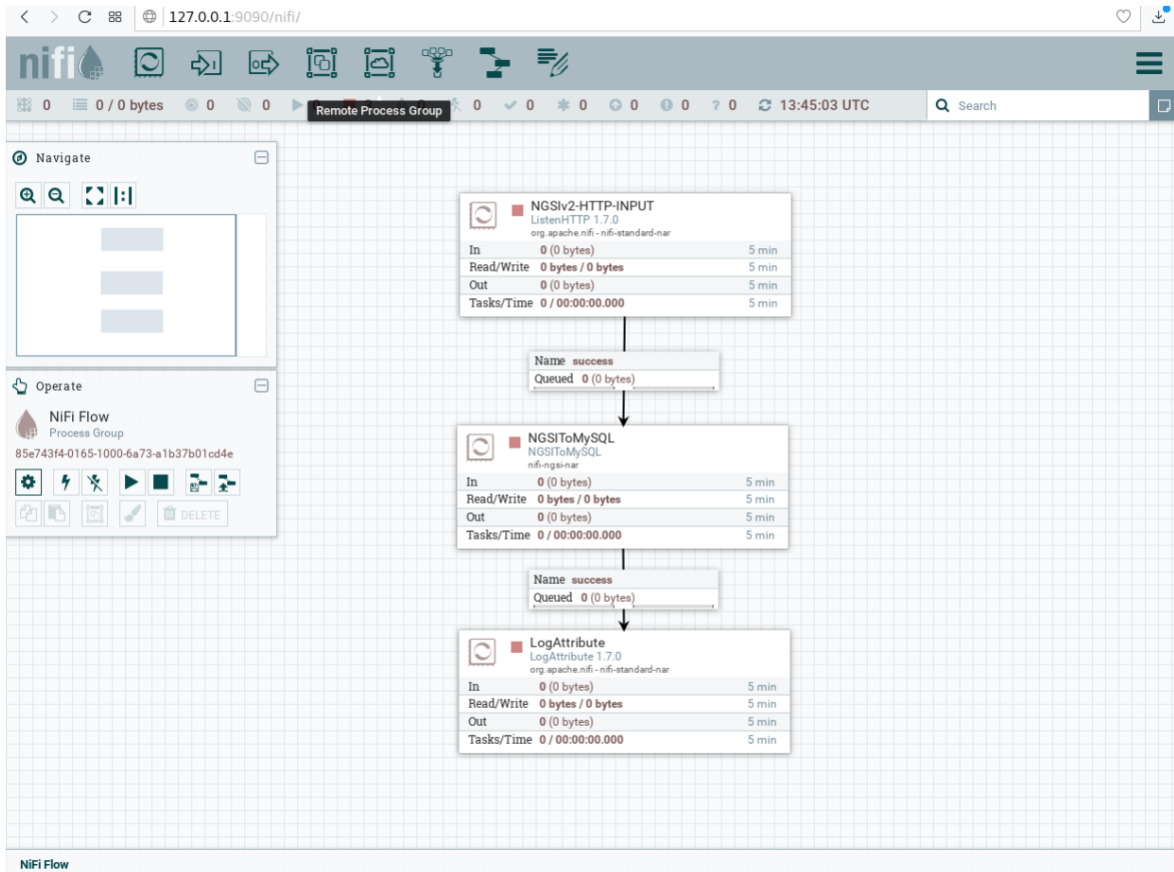 127.0.0.1:9090/nifi/
nifi
0 0 / 0 bytes 0 0 0 0 0 0 0 ? 0 13:45:03 UTC Search
Remote Process Group
Navigate
Operate
NiFi Flow
Process Group
85e743f4-0165-1000-6a73-a1b37b01cd4e
DELETE
NGSIv2-HTTP-INPUT
ListenHTTP 1.7.0
org.apache.nifi - nifi-standard-nar
In 0 (0 bytes) 5 min
Read/Write 0 bytes / 0 bytes 5 min
Out 0 (0 bytes) 5 min
Tasks/Time 0 / 00:00:00.000 5 min
Name success
Queued 0 (0 bytes)
NGSIToMySQL
NGSIToMySQL
nifi-ngsi-nar
In 0 (0 bytes) 5 min
Read/Write 0 bytes / 0 bytes 5 min
Out 0 (0 bytes) 5 min
Tasks/Time 0 / 00:00:00.000 5 min
Name success
Queued 0 (0 bytes)
LogAttribute
LogAttribute 1.7.0
org.apache.nifi - nifi-standard-nar
In 0 (0 bytes) 5 min
Read/Write 0 bytes / 0 bytes 5 min
Out 0 (0 bytes) 5 min
Tasks/Time 0 / 00:00:00.000 5 min
NiFi Flow